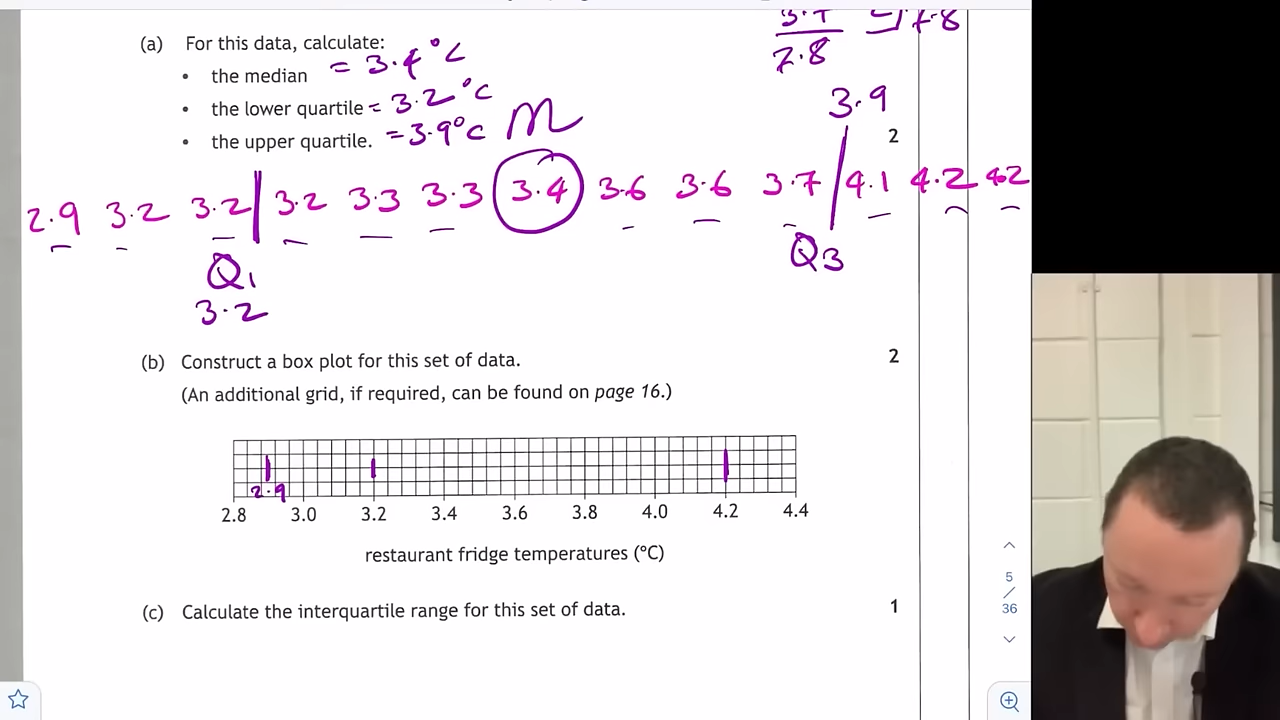 7.8
7.8
(a) For this data, calculate:
• the median = 3.4°C
• the lower quartile = 3.2°C
• the upper quartile. = 3.9°C M
3.9
2
2.9 3.2 3.2 3.2 3.3 3.3 3.4 3.6 3.6 3.7 4.1 4.2 4.2
Q1 Q3
3.2
(b) Construct a box plot for this set of data. 2
(An additional grid, if required, can be found on page 16.)
2.9
2.8 3.0 3.2 3.4 3.6 3.8 4.0 4.2 4.4
restaurant fridge temperatures (°C)
(c) Calculate the interquartile range for this set of data. 1
5
/
36